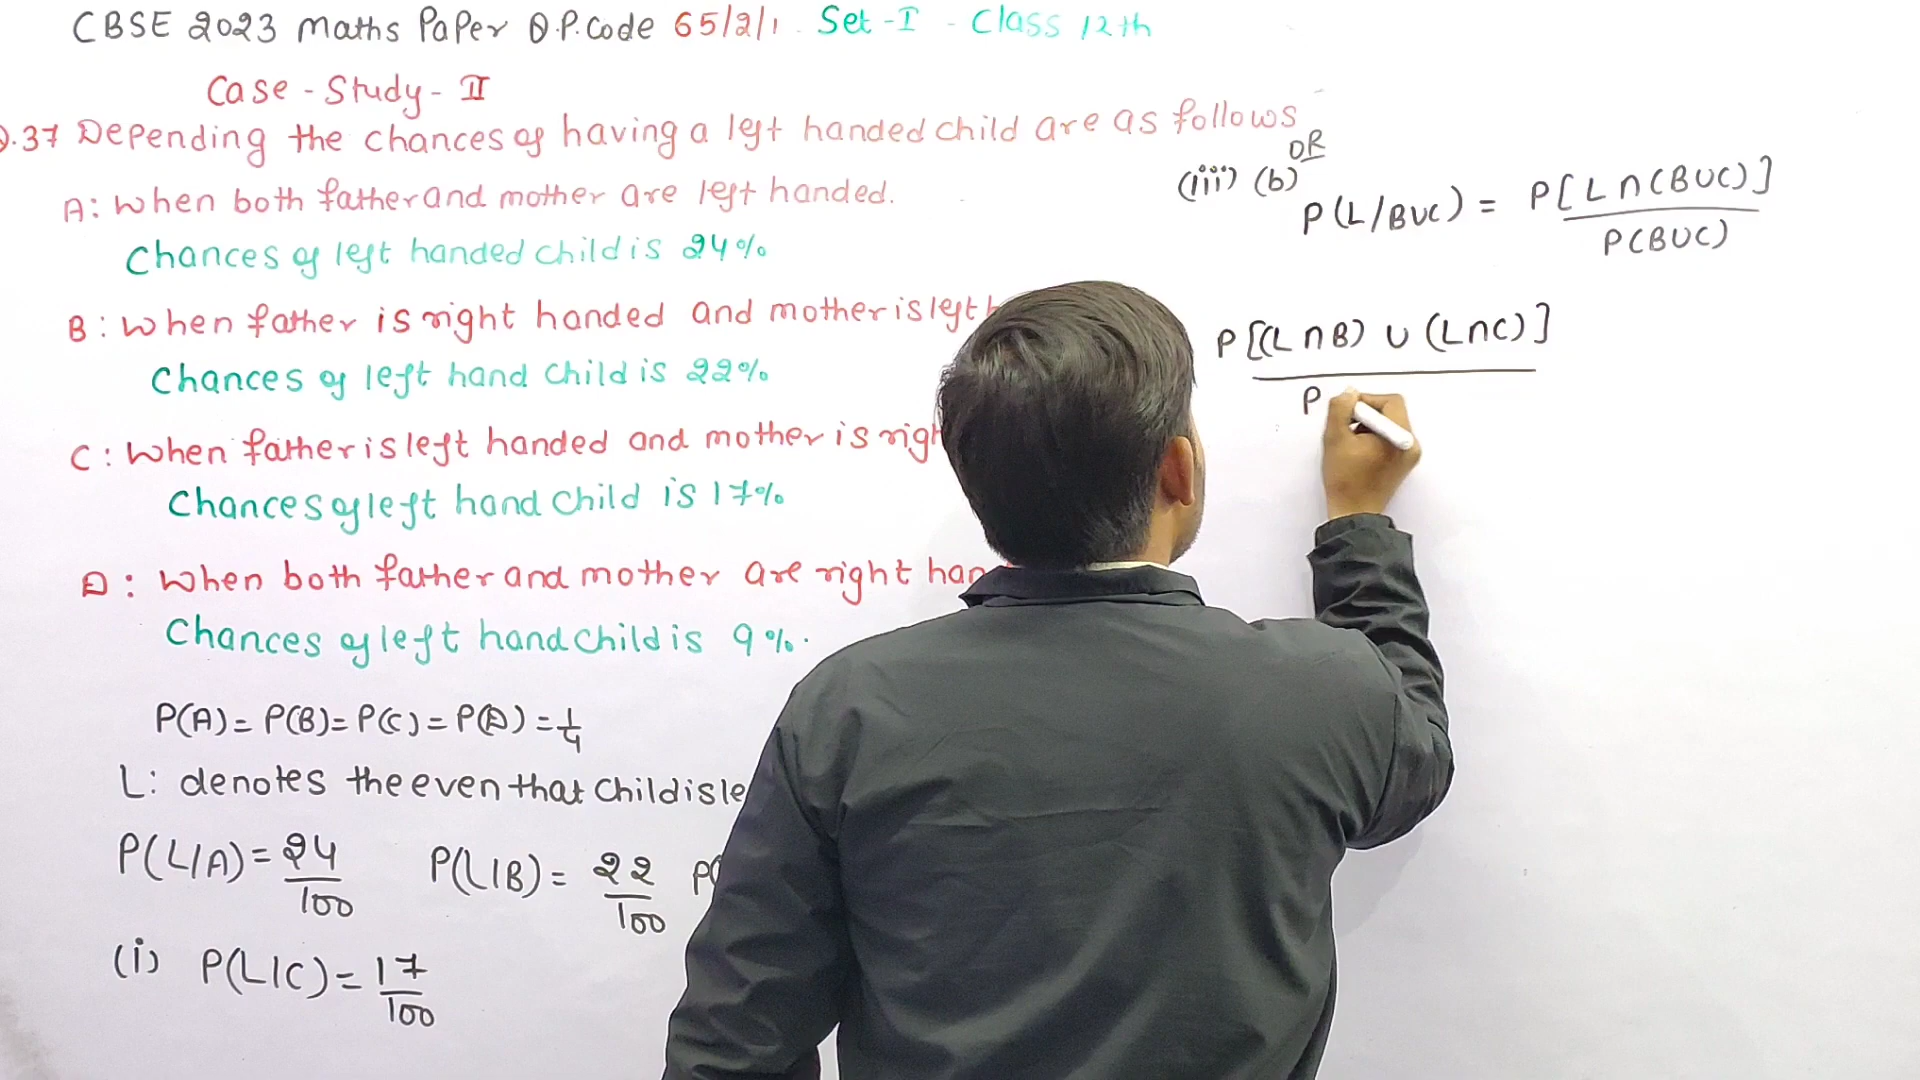 CBSE 2023 Maths Paper Q.P. Code 65/2/1 Set-I - Class 12th
Case-Study-II
Q.37 Depending the chances of having a left handed child are as follows
A: When both father and mother are left handed.
Chances of left handed child is 24%
B: When father is right handed and mother is left
Chances of left hand child is 22%
C: When father is left handed and mother is
Chances of left hand child is 17%
D: When both father and mother are right
Chances of left hand child is 9%.
P(A) = P(B) = P(C) = P(D) = 1/4
L: denotes the even that child is
P(L/A) = 24/100 P(L/B) = 22/100
(i) P(L/C) = 17/100
OR
(iii) (b)
P(L/BUC) = P[L∩(BUC)]/P(BUC)
P[(L∩B) U (L∩C)]
P